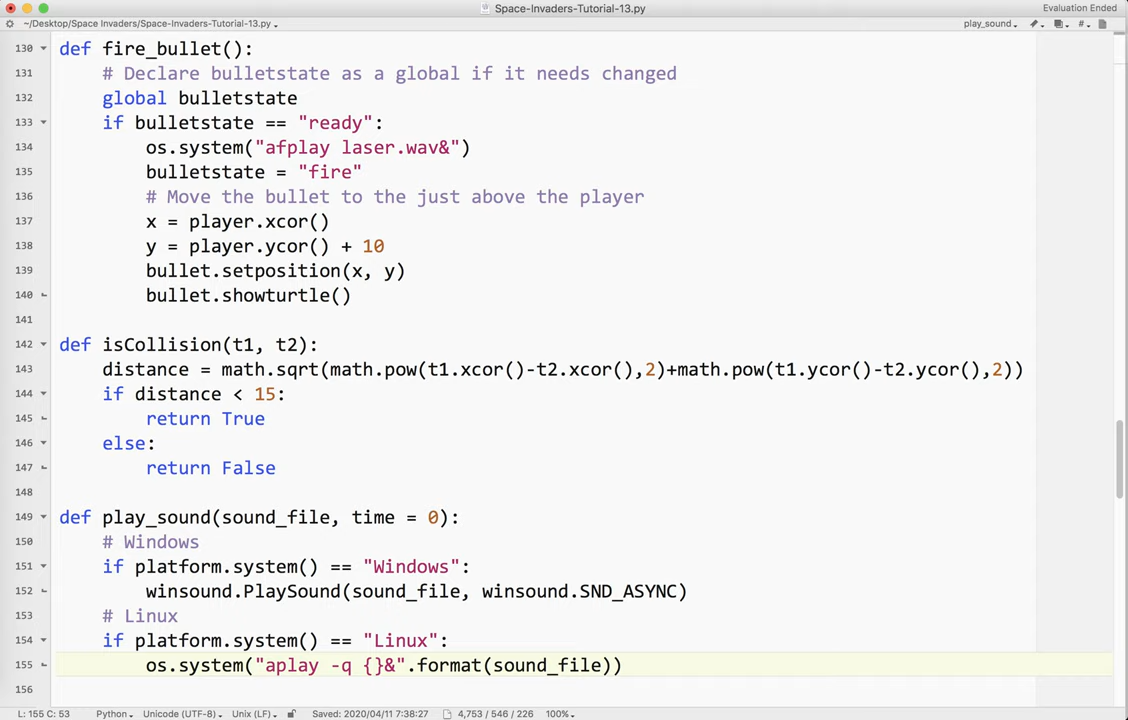 Space-Invaders-Tutorial-13.py
Evaluation Ended
~/Desktop/Space Invaders/Space-Invaders-Tutorial-13.py
play_sound
#
130 def fire_bullet():
131     # Declare bulletstate as a global if it needs changed
132     global bulletstate
133     if bulletstate == "ready":
134         os.system("afplay laser.wav&")
135         bulletstate = "fire"
136         # Move the bullet to the just above the player
137         x = player.xcor()
138         y = player.ycor() + 10
139         bullet.setposition(x, y)
140         bullet.showturtle()
141
142 def isCollision(t1, t2):
143     distance = math.sqrt(math.pow(t1.xcor()-t2.xcor(),2)+math.pow(t1.ycor()-t2.ycor(),2))
144     if distance < 15:
145         return True
146     else:
147         return False
148
149 def play_sound(sound_file, time = 0):
150     # Windows
151     if platform.system() == "Windows":
152         winsound.PlaySound(sound_file, winsound.SND_ASYNC)
153     # Linux
154     if platform.system() == "Linux":
155         os.system("aplay -q {}&".format(sound_file))
156
L: 155 C: 53 Python Unicode (UTF-8) Unix (LF) Saved: 2020/04/11 7:38:27 4,753 / 546 / 226 100%